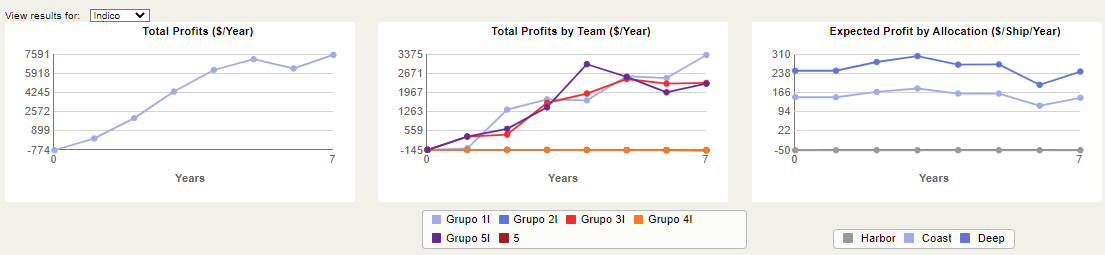 View results for: Indico
Total Profits ($/Year)
7591
5918
4245
2572
899
-774
0
7
Years
Total Profits by Team ($/Year)
3375
2671
1967
1263
559
-145
0
7
Years
Grupo 1I Grupo 2I Grupo 3I Grupo 4I
Grupo 5I 5
Expected Profit by Allocation ($/Ship/Year)
310
238
166
94
22
-50
0
7
Years
Harbor Coast Deep